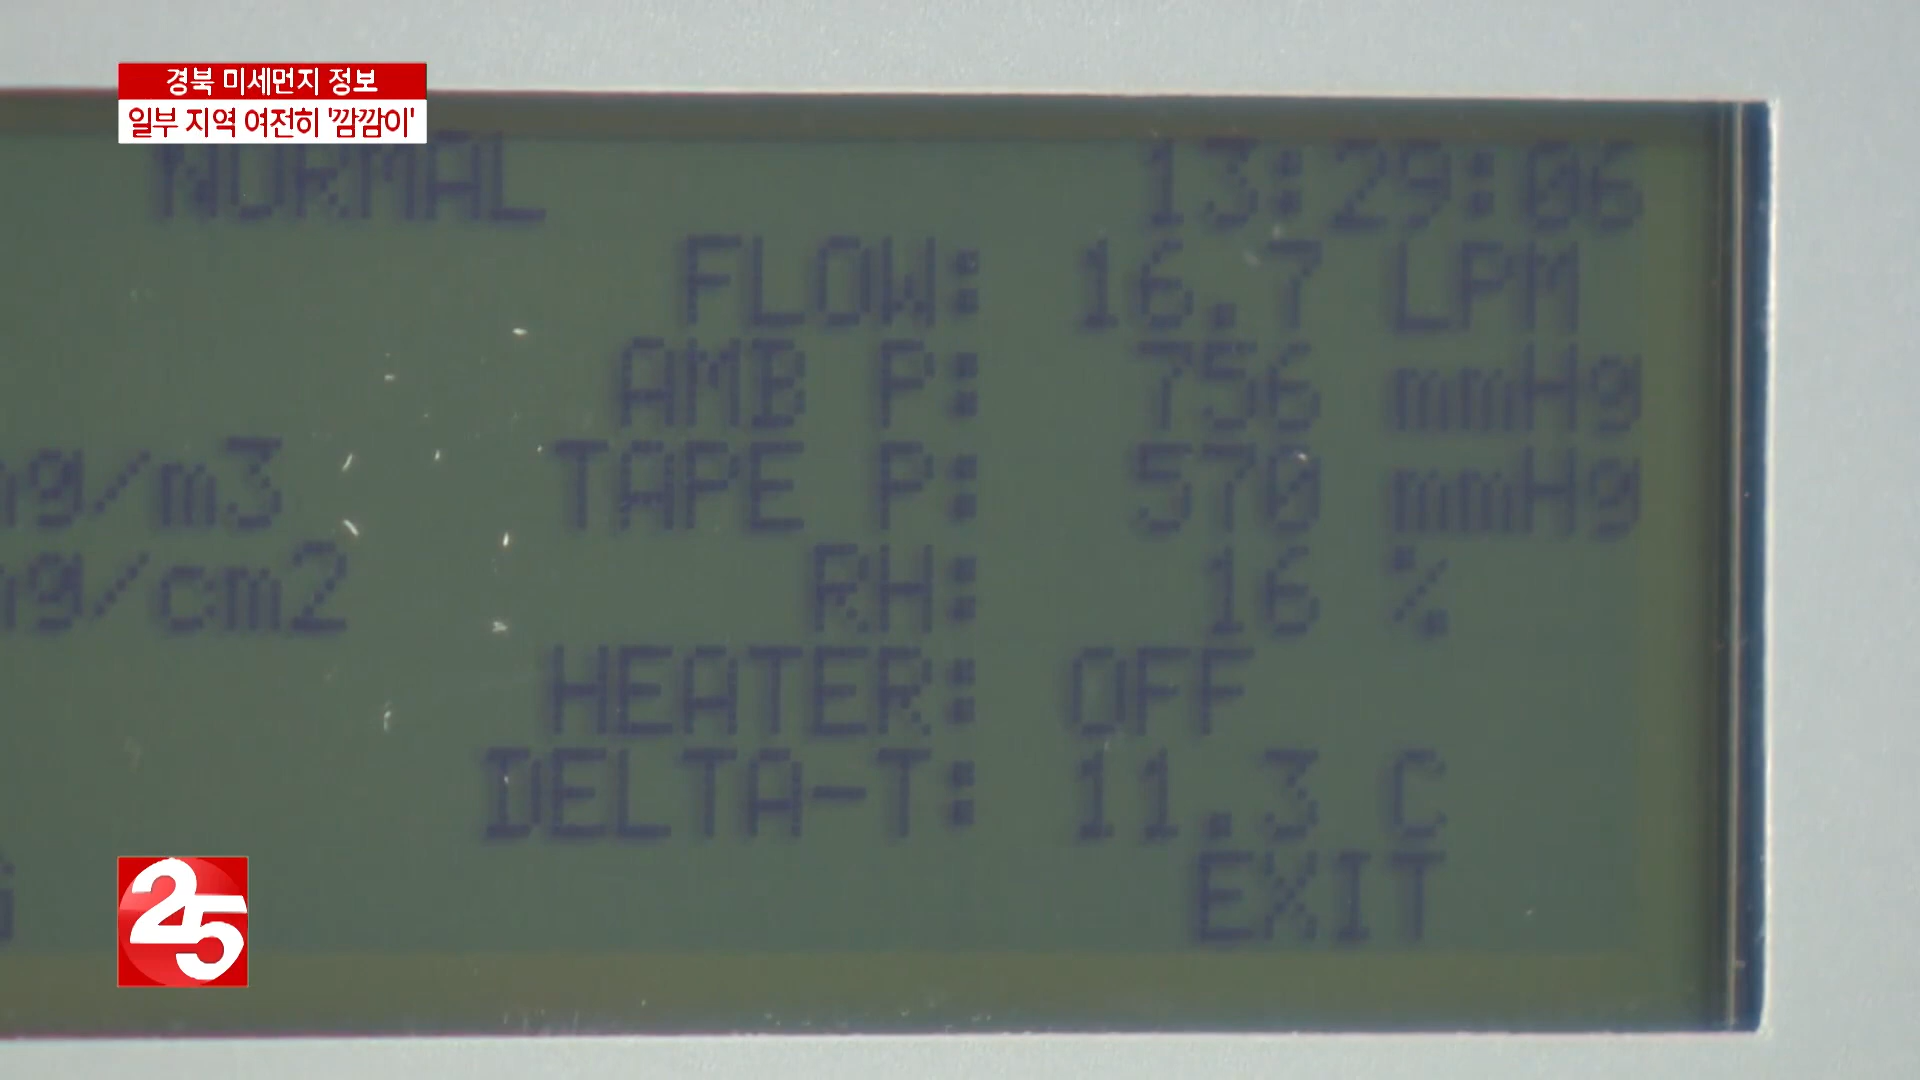 경북 미세먼지 정보
일부 지역 여전히 '깜깜이'
NORMAL 13:29:06
FLOW: 16.7 LPM
AMB P: 756 mmHg
g/m3 TAPE P: 570 mmHg
g/cm2 RH: 16 %
HEATER: OFF
DELTA-T: 11.3 C
EXIT
25